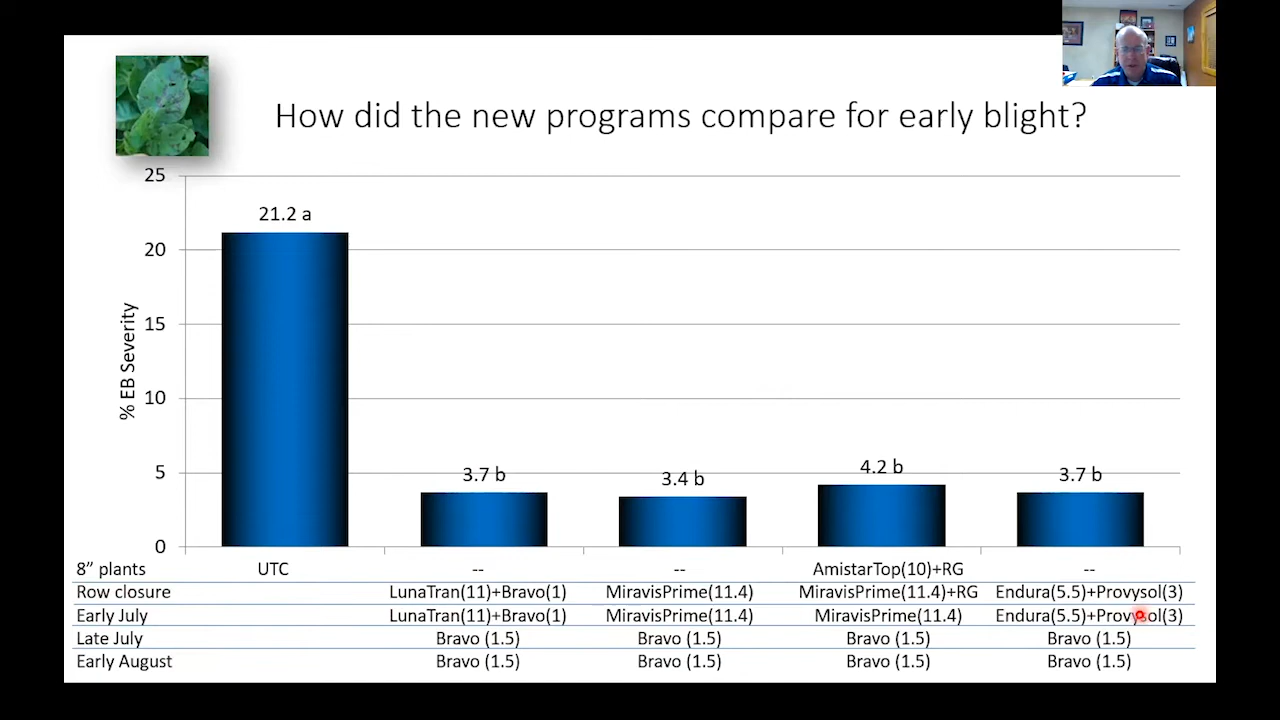 How did the new programs compare for early blight?
25
20
15
10
5
0
% EB Severity
21.2 a
3.7 b
3.4 b
4.2 b
3.7 b
8” plants UTC -- -- AmistarTop(10)+RG --
Row closure LunaTran(11)+Bravo(1) MiravisPrime(11.4) MiravisPrime(11.4)+RG Endura(5.5)+Provysol(3)
Early July LunaTran(11)+Bravo(1) MiravisPrime(11.4) MiravisPrime(11.4) Endura(5.5)+Provysol(3)
Late July Bravo (1.5) Bravo (1.5) Bravo (1.5) Bravo (1.5)
Early August Bravo (1.5) Bravo (1.5) Bravo (1.5) Bravo (1.5)